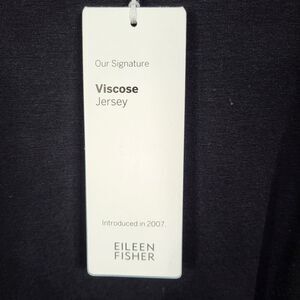 Our Signature
Viscose
Jersey
Introduced in 2007.
EILEEN
FISHER